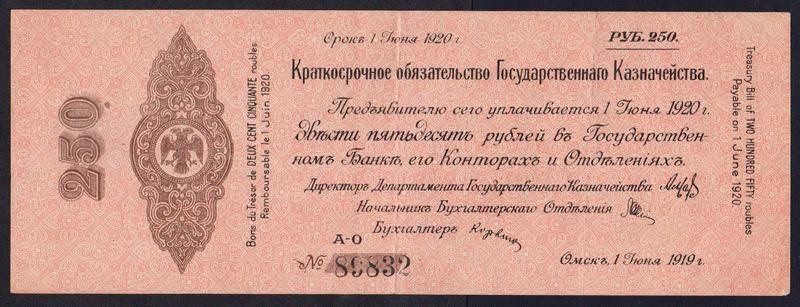 250.
Bons du Trésor de DEUX CENT CINQUANTE roubles
Remboursable le 1 Juin 1920.
Срокъ 1 Іюня 1920 г.
РУБ. 250.
Краткосрочное обязательство Государственнаго Казначейства.
Предъявителю сего уплачивается 1 Іюня 1920 г.
двѣсти пятьдесятъ рублей въ Государствен-
номъ Банкѣ, его Конторахъ и Отдѣленіяхъ.
Директоръ Департамента Государственнаго Казначейства
Начальникъ Бухгалтерскаго Отдѣленія
Бухгалтеръ
А-О
№ 89832
Омскъ, 1 Іюня 1919 г.
Treasury Bill of TWO HUNDRED FIFTY roubles
Payable on 1 June 1920.